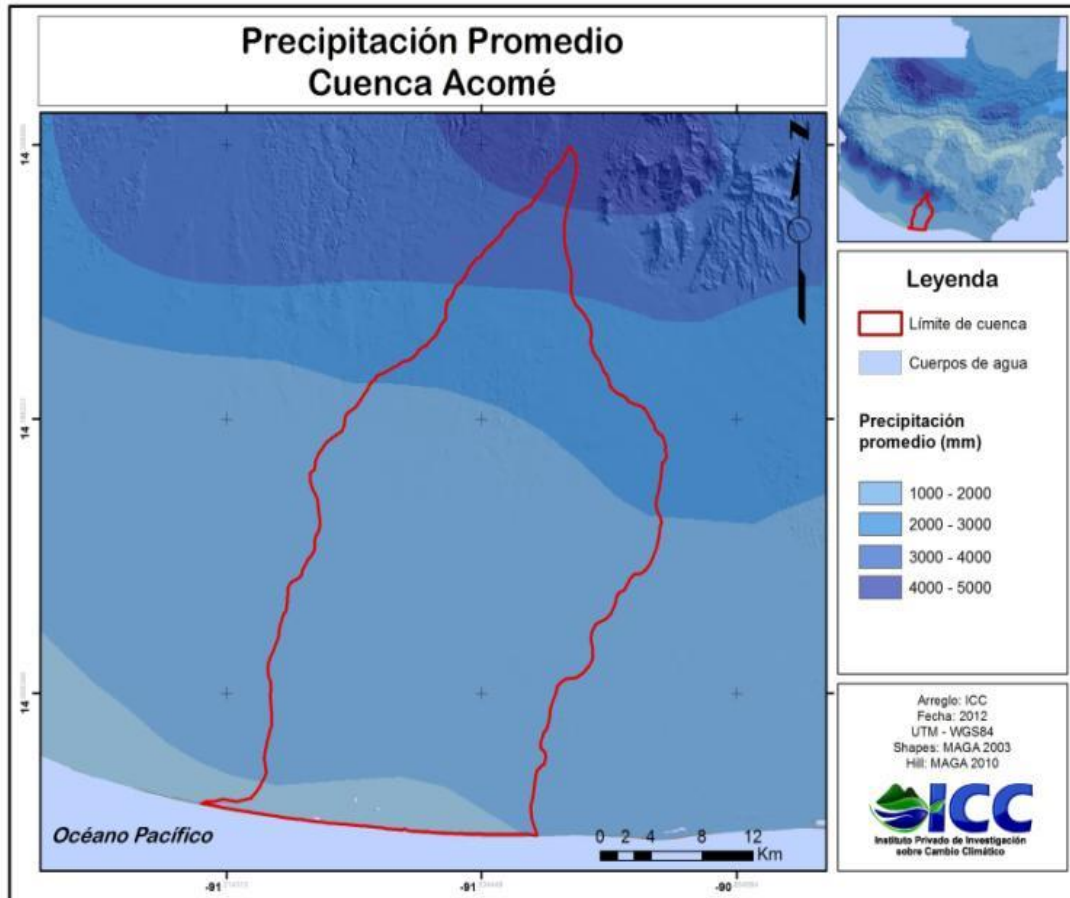 Precipitación Promedio
Cuenca Acomé
N
14
14
14
Océano Pacífico
0 2 4 8 12
Km
-91
-91
-90
Leyenda
Límite de cuenca
Cuerpos de agua
Precipitación
promedio (mm)
1000 - 2000
2000 - 3000
3000 - 4000
4000 - 5000
Arreglo: ICC
Fecha: 2012
UTM - WGS84
Shapes: MAGA 2003
Hill: MAGA 2010
ICC
Instituto Privado de Investigación
sobre Cambio Climático